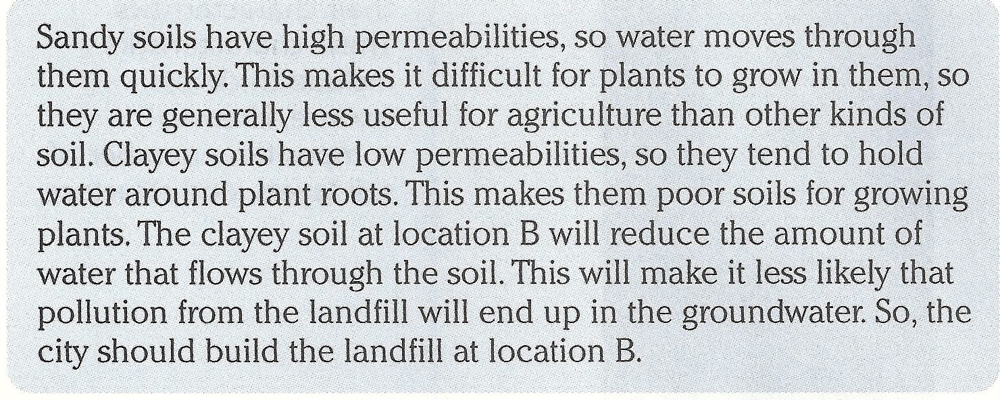 Sandy soils have high permeabilities, so water moves through
them quickly. This makes it difficult for plants to grow in them, so
they are generally less useful for agriculture than other kinds of
soil. Clayey soils have low permeabilities, so they tend to hold
water around plant roots. This makes them poor soils for growing
plants. The clayey soil at location B will reduce the amount of
water that flows through the soil. This will make it less likely that
pollution from the landfill will end up in the groundwater. So, the
city should build the landfill at location B.